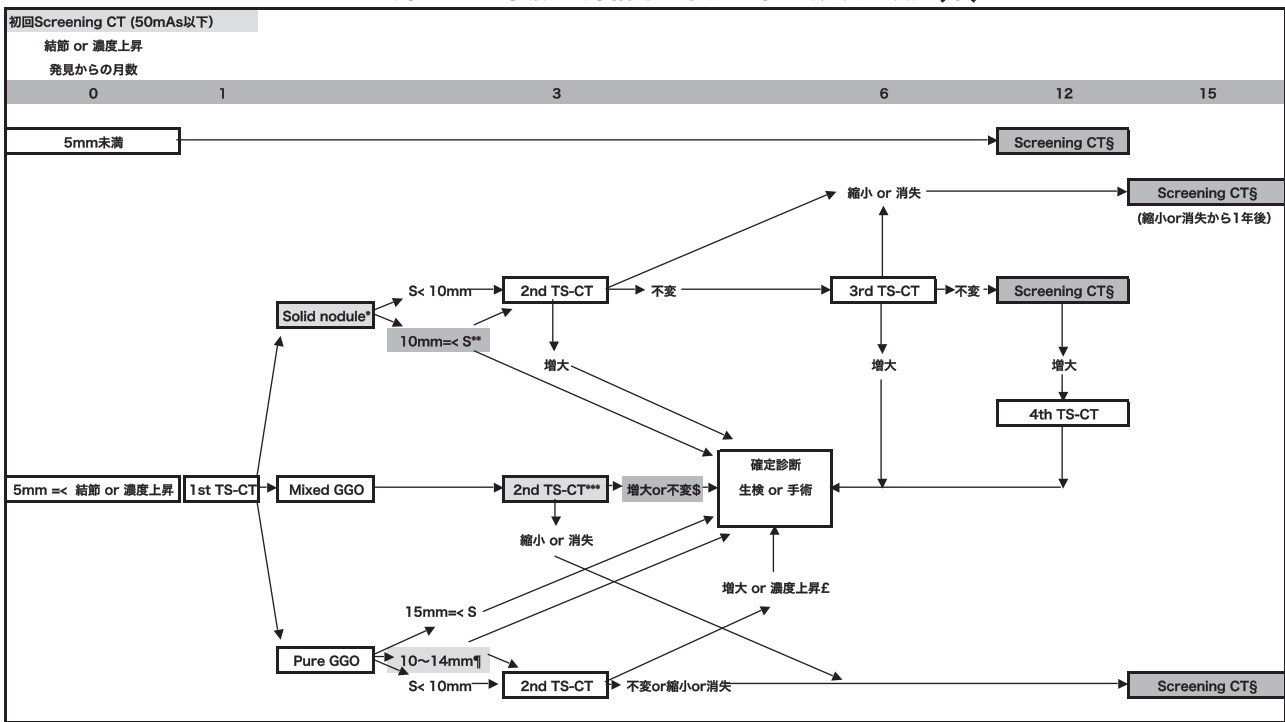 初回Screening CT (50mAs以下)
結節 or 濃度上昇
発見からの月数
0 1 3 6 12 15
5mm未満
Screening CT§
縮小 or 消失
Screening CT§
(縮小or消失から1年後)
Solid nodule*
S< 10mm
2nd TS-CT
不変
3rd TS-CT
不変
Screening CT§
10mm=< S**
増大
増大
増大
4th TS-CT
5mm =< 結節 or 濃度上昇
1st TS-CT
Mixed GGO
2nd TS-CT***
増大or不変$
確定診断
生検 or 手術
縮小 or 消失
増大 or 濃度上昇£
15mm=< S
Pure GGO
10〜14mm¶
S< 10mm
2nd TS-CT
不変or縮小or消失
Screening CT§